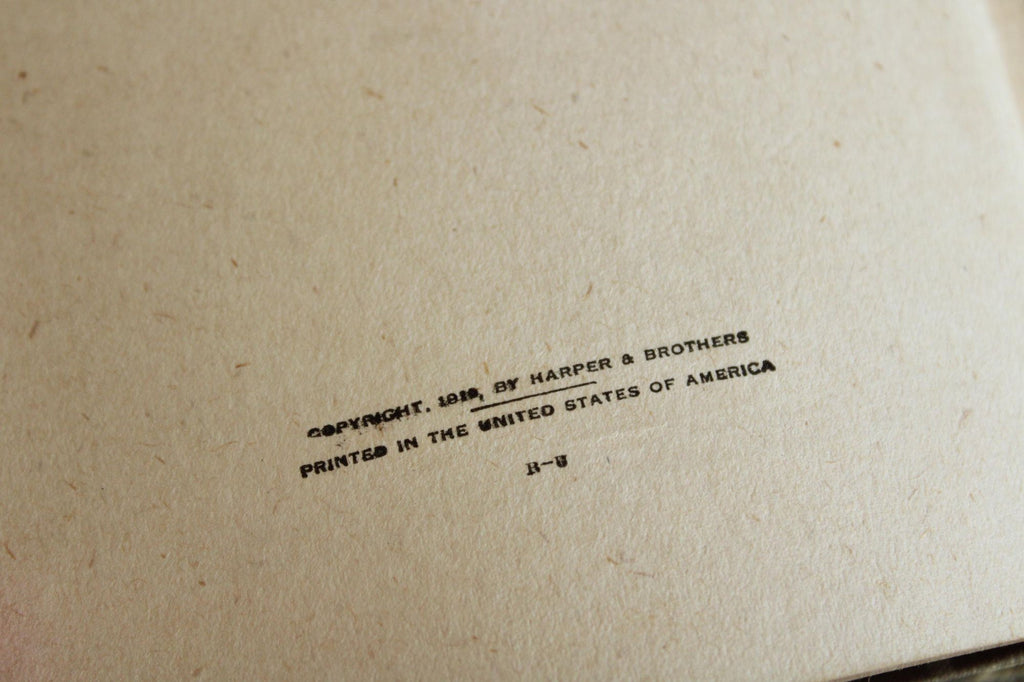 COPYRIGHT, BY HARPER & BROTHERS
PRINTED IN THE UNITED STATES OF AMERICA